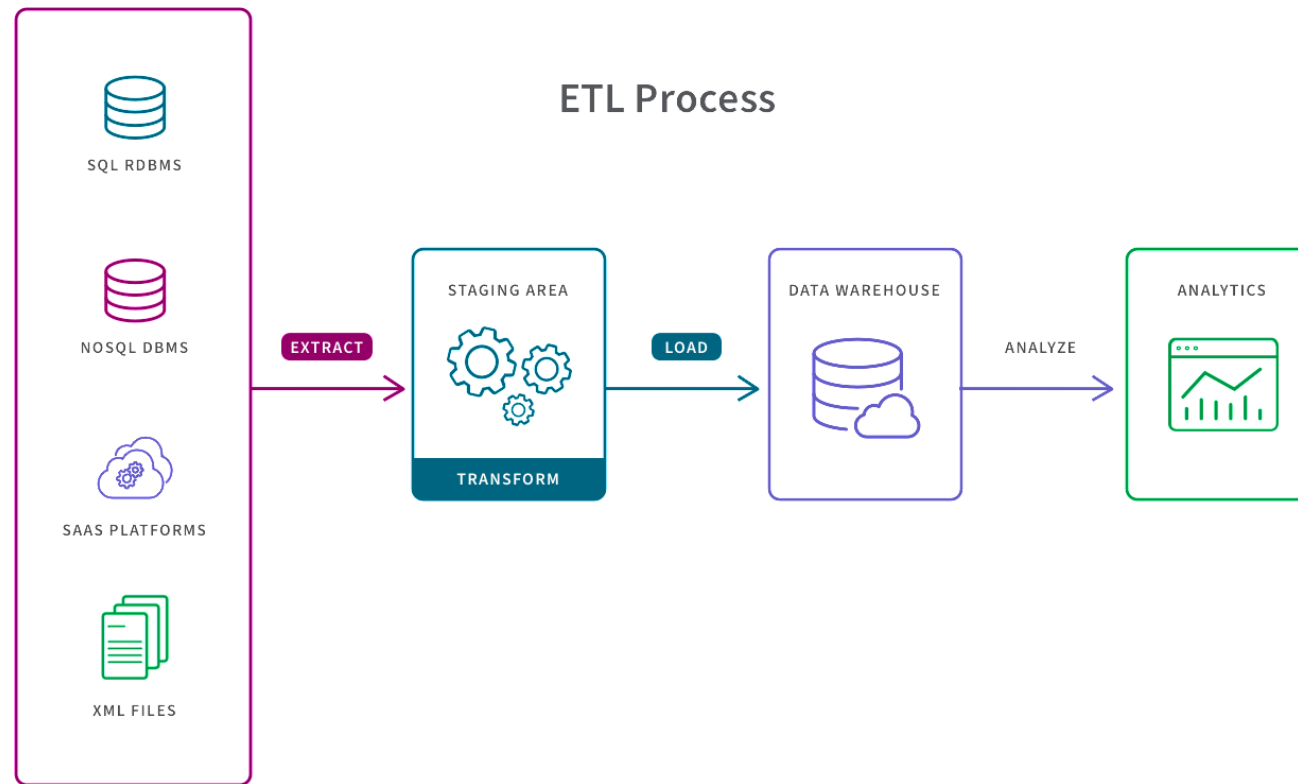 ETL Process
SQL RDBMS
NOSQL DBMS
SAAS PLATFORMS
XML FILES
EXTRACT
STAGING AREA
TRANSFORM
LOAD
DATA WAREHOUSE
ANALYZE
ANALYTICS